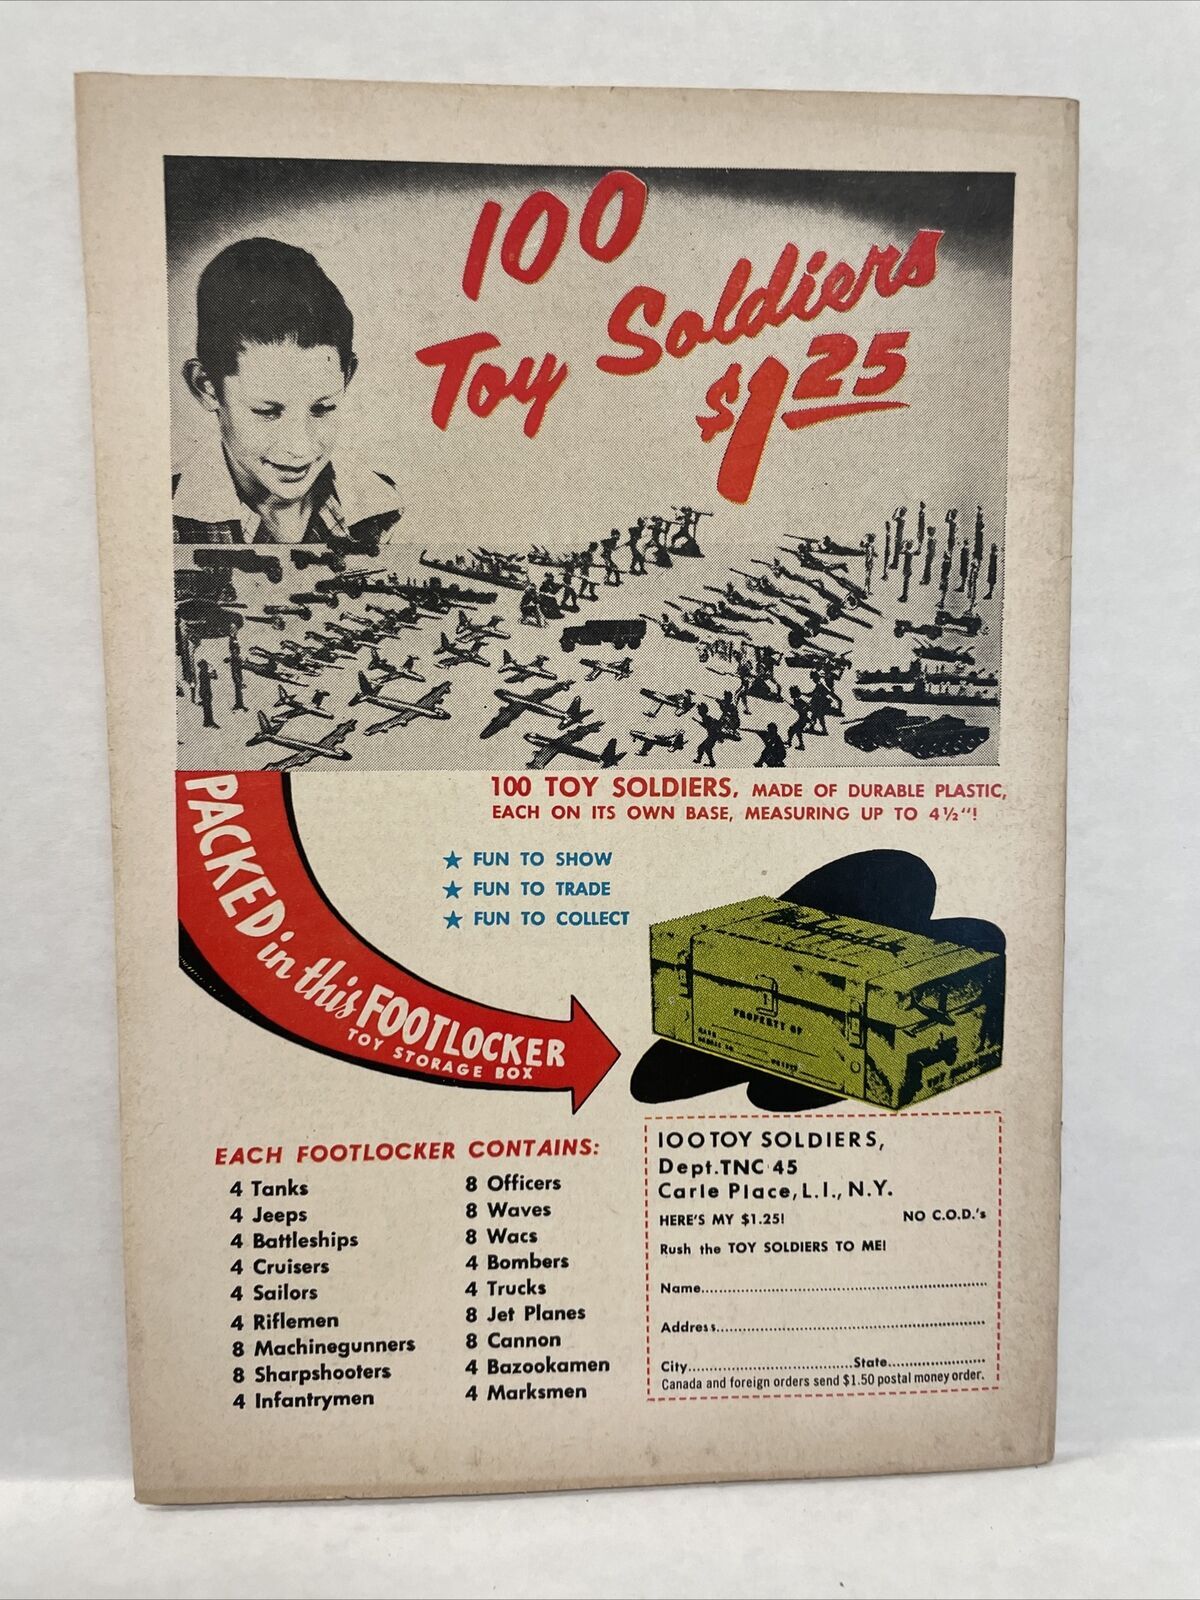 100
Toy Soldiers
$1.25
PACKED in this FOOTLOCKER
TOY STORAGE BOX
100 TOY SOLDIERS, MADE OF DURABLE PLASTIC,
EACH ON ITS OWN BASE, MEASURING UP TO 4½"!
★ FUN TO SHOW
★ FUN TO TRADE
★ FUN TO COLLECT
PROPERTY OF
EACH FOOTLOCKER CONTAINS:
4 Tanks
4 Jeeps
4 Battleships
4 Cruisers
4 Sailors
4 Riflemen
8 Machinegunners
8 Sharpshooters
4 Infantrymen
8 Officers
8 Waves
8 Wacs
4 Bombers
4 Trucks
8 Jet Planes
8 Cannon
4 Bazookamen
4 Marksmen
100 TOY SOLDIERS,
Dept. TNC 45
Carle Place, L.I., N.Y.
HERE'S MY $1.25! NO C.O.D.'s
Rush the TOY SOLDIERS TO ME!
Name
Address
City State
Canada and foreign orders send $1.50 postal money order.